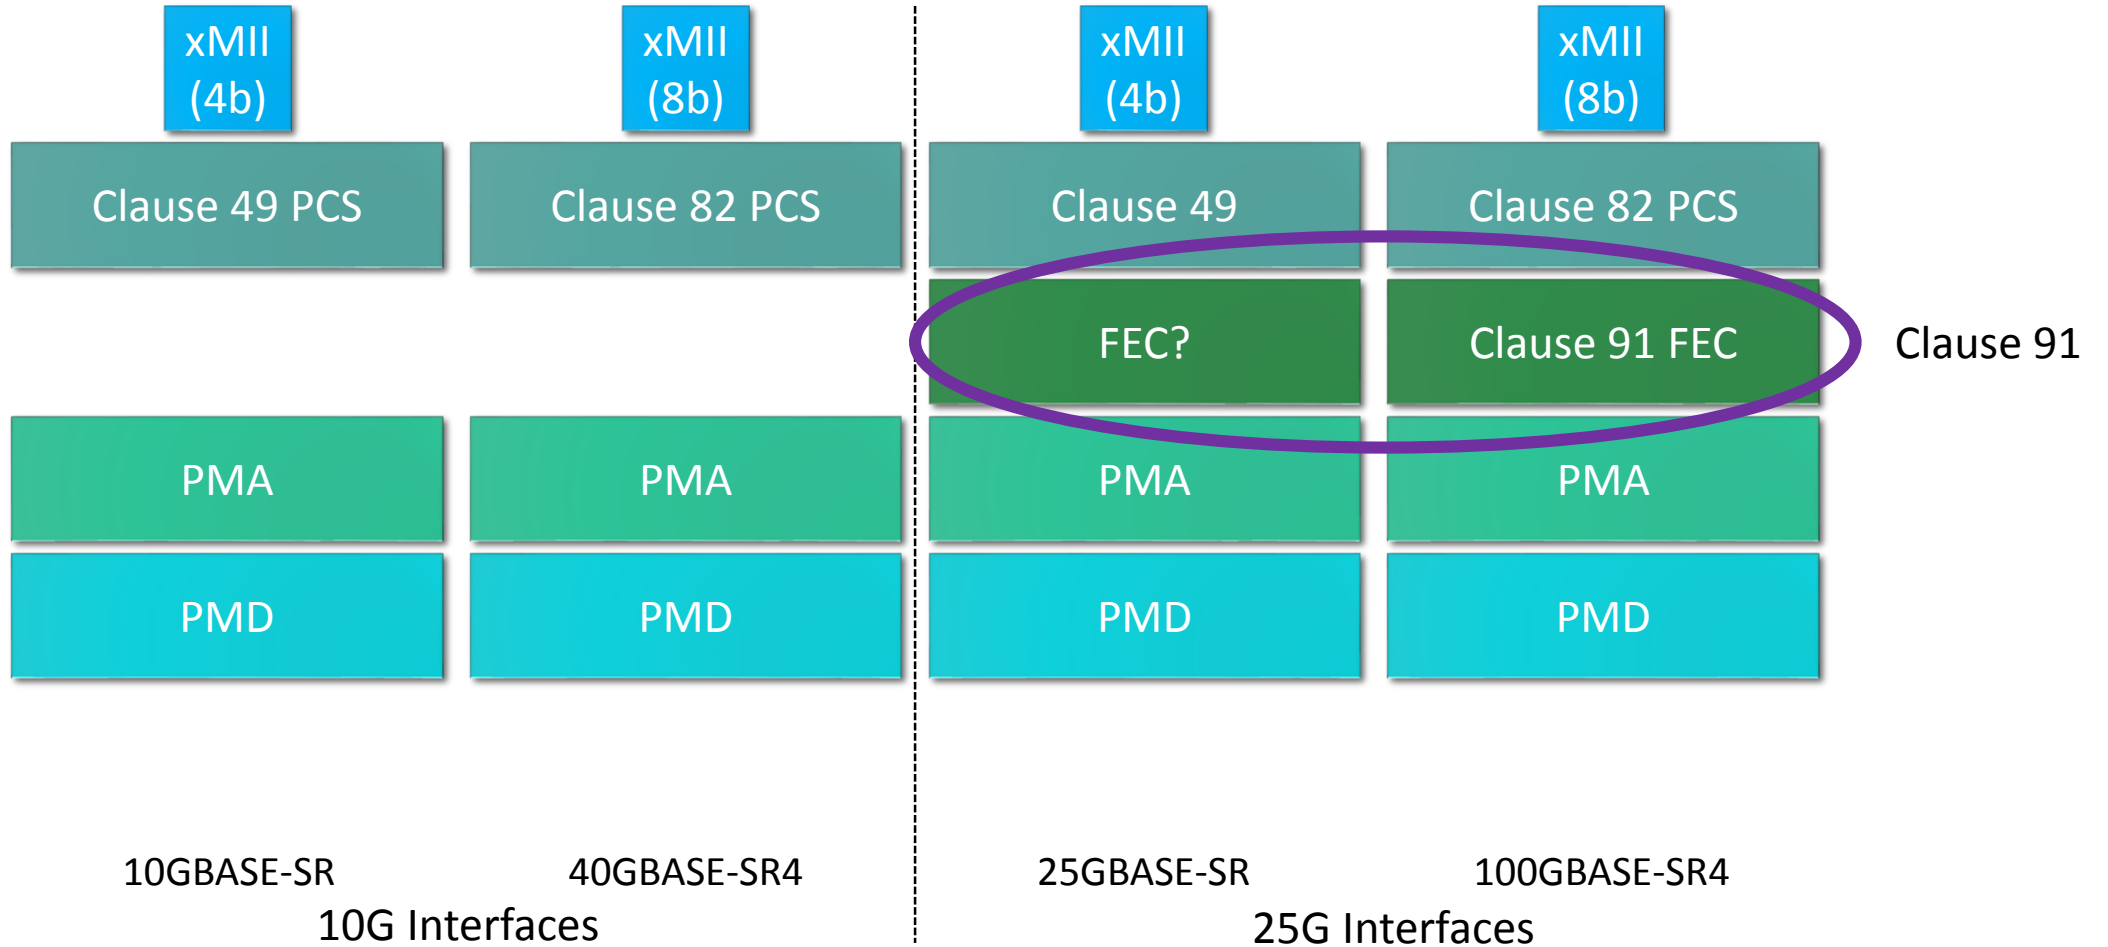 xMII
(4b)
xMII
(8b)
xMII
(4b)
xMII
(8b)
Clause 49 PCS
Clause 82 PCS
Clause 49
Clause 82 PCS
FEC?
Clause 91 FEC
Clause 91
PMA
PMA
PMA
PMA
PMD
PMD
PMD
PMD
10GBASE-SR
40GBASE-SR4
25GBASE-SR
100GBASE-SR4
10G Interfaces
25G Interfaces